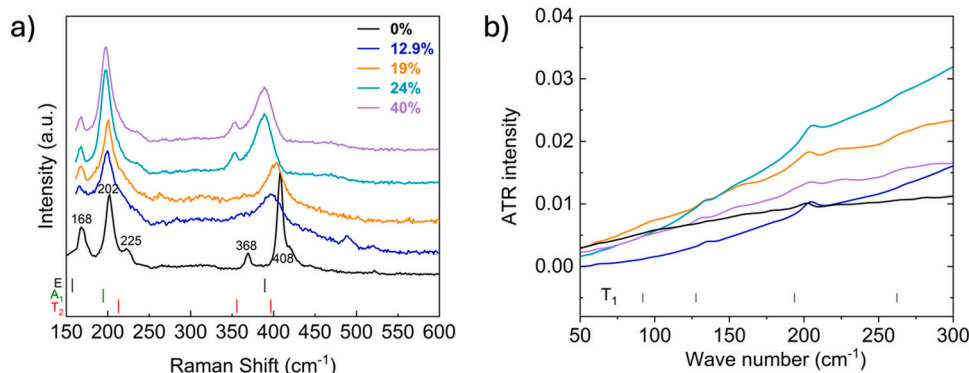 a)
0%
12.9%
19%
24%
40%
202
168
225
368
408
E
A1
T2
150 200 250 300 350 400 450 500 550 600
Raman Shift (cm-1)
Intensity (a.u.)
b)
0.04
0.03
0.02
0.01
0.00
T1
50 100 150 200 250 300
Wave number (cm-1)
ATR intensity